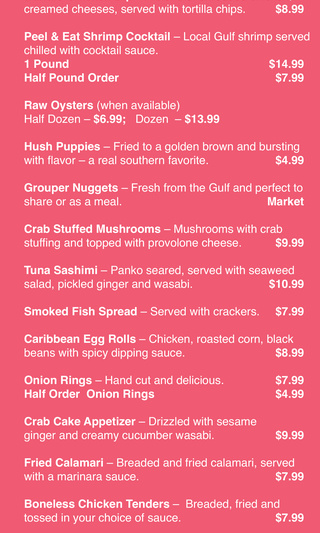 creamed cheeses, served with tortilla chips. $8.99
Peel & Eat Shrimp Cocktail – Local Gulf shrimp served
chilled with cocktail sauce.
1 Pound $14.99
Half Pound Order $7.99
Raw Oysters (when available)
Half Dozen – $6.99; Dozen – $13.99
Hush Puppies – Fried to a golden brown and bursting
with flavor – a real southern favorite. $4.99
Grouper Nuggets – Fresh from the Gulf and perfect to
share or as a meal. Market
Crab Stuffed Mushrooms – Mushrooms with crab
stuffing and topped with provolone cheese. $9.99
Tuna Sashimi – Panko seared, served with seaweed
salad, pickled ginger and wasabi. $10.99
Smoked Fish Spread – Served with crackers. $7.99
Caribbean Egg Rolls – Chicken, roasted corn, black
beans with spicy dipping sauce. $8.99
Onion Rings – Hand cut and delicious. $7.99
Half Order Onion Rings $4.99
Crab Cake Appetizer – Drizzled with sesame
ginger and creamy cucumber wasabi. $9.99
Fried Calamari – Breaded and fried calamari, served
with a marinara sauce. $7.99
Boneless Chicken Tenders – Breaded, fried and
tossed in your choice of sauce. $7.99